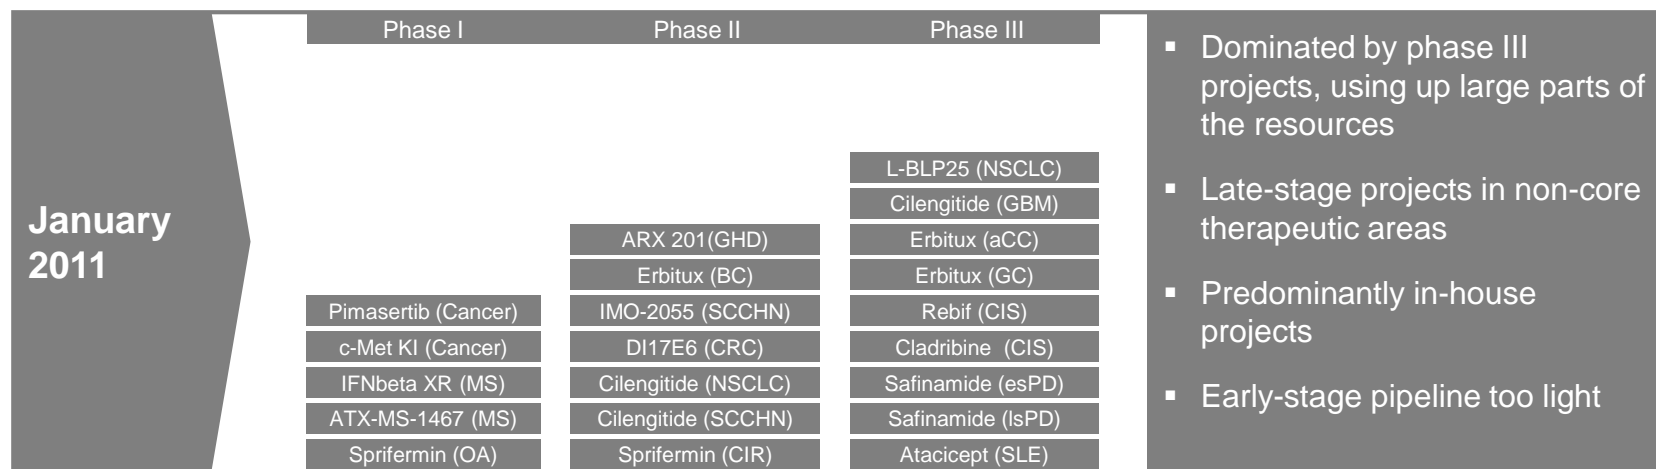 January
2011
Phase I
Phase II
Phase III
Pimasertib (Cancer)
c-Met KI (Cancer)
IFNbeta XR (MS)
ATX-MS-1467 (MS)
Sprifermin (OA)
ARX 201(GHD)
Erbitux (BC)
IMO-2055 (SCCHN)
DI17E6 (CRC)
Cilengitide (NSCLC)
Cilengitide (SCCHN)
Sprifermin (CIR)
L-BLP25 (NSCLC)
Cilengitide (GBM)
Erbitux (aCC)
Erbitux (GC)
Rebif (CIS)
Cladribine (CIS)
Safinamide (esPD)
Safinamide (lsPD)
Atacicept (SLE)
▪ Dominated by phase III
projects, using up large parts of
the resources
▪ Late-stage projects in non-core
therapeutic areas
▪ Predominantly in-house
projects
▪ Early-stage pipeline too light